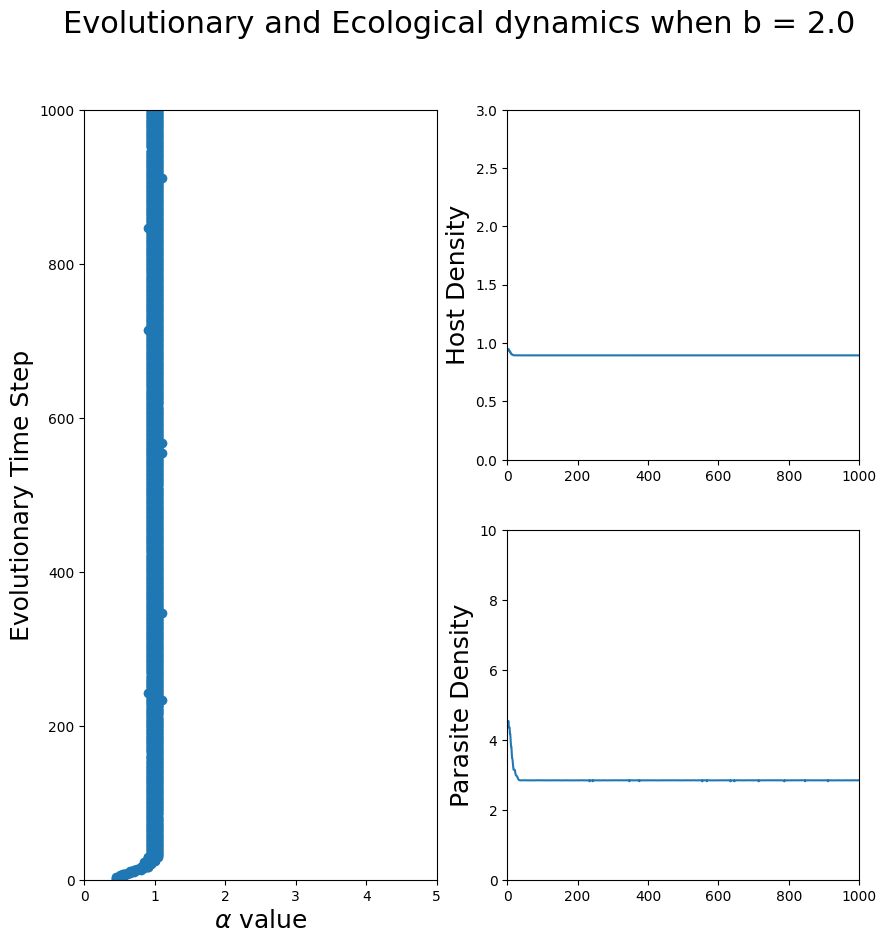 Evolutionary and Ecological dynamics when b = 2.0
Evolutionary Time Step
1000
800
600
400
200
0
0 1 2 3 4 5
α value
Host Density
3.0
2.5
2.0
1.5
1.0
0.5
0.0
0 200 400 600 800 1000
Parasite Density
10
8
6
4
2
0
0 200 400 600 800 1000